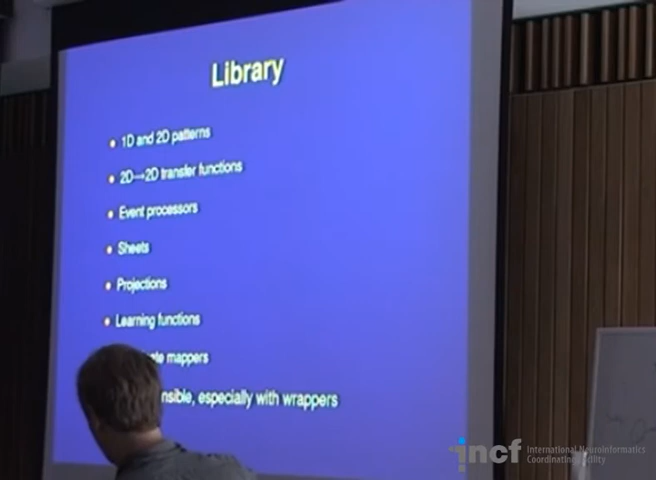 Library
1D and 2D patterns
2D→2D transfer functions
Event processors
Sheets
Projections
Learning functions
mappers
especially with wrappers
incf International Neuroinformatics
Coordinating Facility